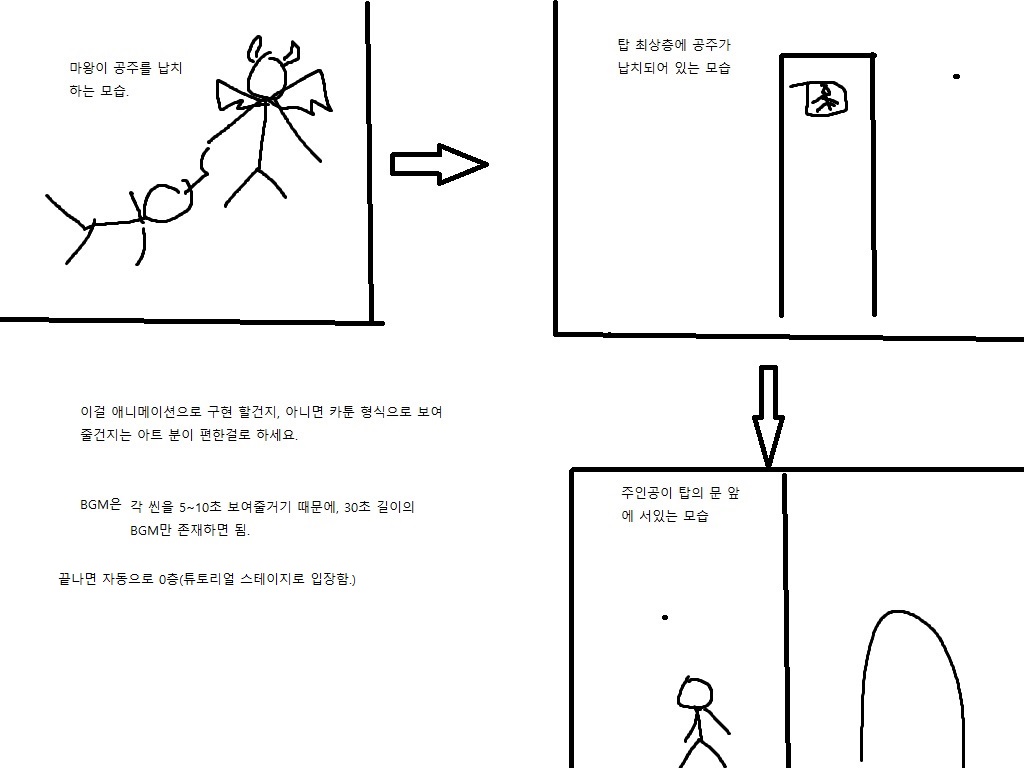 마왕이 공주를 납치
하는 모습.
탑 최상층에 공주가
납치되어 있는 모습
이걸 애니메이션으로 구현 할건지, 아니면 카툰 형식으로 보여
줄건지는 아트 분이 편한걸로 하세요.
BGM은 각 씬을 5~10초 보여줄거기 때문에, 30초 길이의
BGM만 존재하면 됨.
끝나면 자동으로 0층(튜토리얼 스테이지로 입장함.)
주인공이 탑의 문 앞
에 서있는 모습